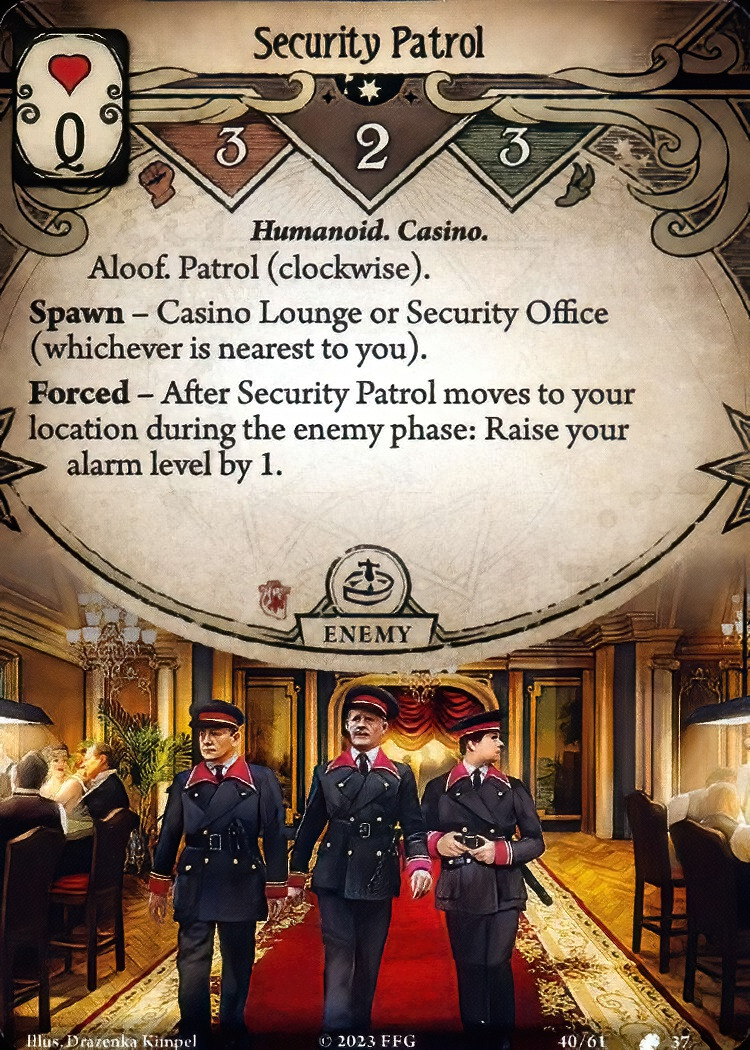 Security Patrol
Q
3
2
3
Humanoid. Casino.
Aloof. Patrol (clockwise).
Spawn – Casino Lounge or Security Office
(whichever is nearest to you).
Forced – After Security Patrol moves to your
location during the enemy phase: Raise your
alarm level by 1.
ENEMY
Illus. Drazenka Kimpel
© 2023 FFG
40/61
37